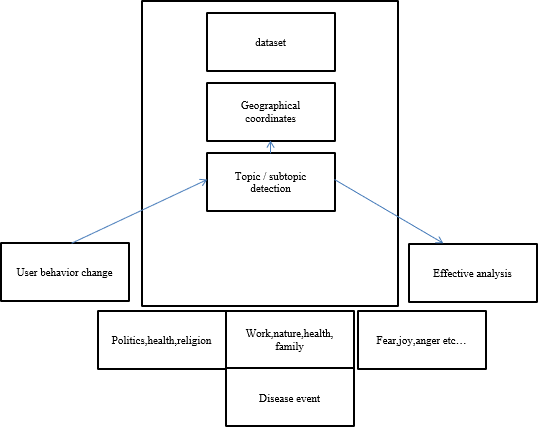 dataset
Geographical
coordinates
Topic / subtopic
detection
User behavior change
Effective analysis
Politics,health,religion
Work,nature,health,
family
Fear,joy,anger etc…
Disease event